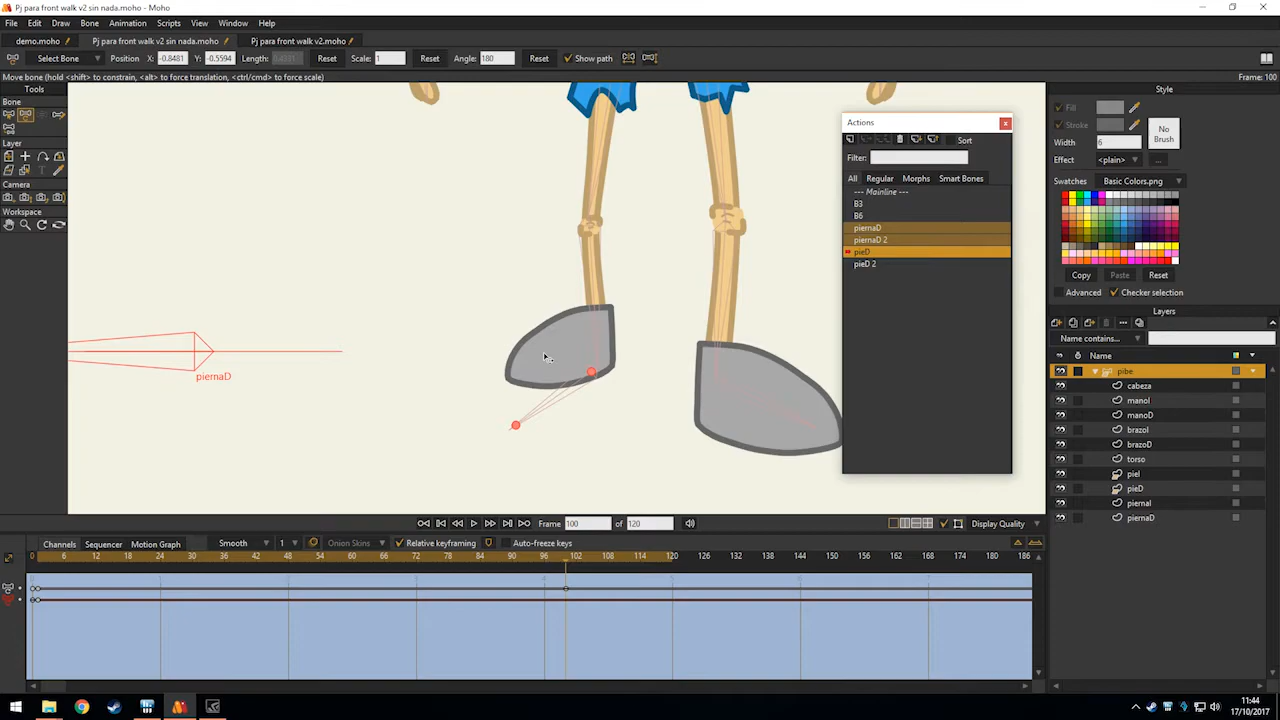 Pj para front walk v2 sin nada.moho - Moho
File Edit Draw Bone Animation Scripts View Window Help
demo.moho Pj para front walk v2 sin nada.moho Pj para front walk v2.moho
Select Bone Position X: -0.8481 Y: -0.5594 Length: Reset Scale: 1 Reset Angle: 180 Reset Show path
Move bone (hold <shift> to constrain, <alt> to force translation, <ctrl/cmd> to force scale) Frame: 100
Tools
Bone
Layer
Camera
Workspace
piernaD
Actions
Sort
Filter:
All Regular Morphs Smart Bones
--- Mainline ---
B3
B6
piernaD
piernaD 2
pieD
pieD 2
Style
Fill
Stroke
No Brush
Width 6
Effect <plain> ...
Swatches Basic Colors.png
Copy Paste Reset
Advanced Checker selection
Layers
Name contains...
Name
pibe
cabeza
manoI
manoD
brazoI
brazoD
torso
pieI
pieD
piernaI
piernaD
Frame 100 of 120 Display Quality
Channels Sequencer Motion Graph Smooth 1 Onion Skins Relative keyframing Auto-freeze keys
0 6 12 18 24 30 36 42 48 54 60 66 72 78 84 90 96 102 108 114 120 126 132 138 144 150 156 162 168 174 180 186
1 2 3 4 5 6 7
11:44
17/10/2017